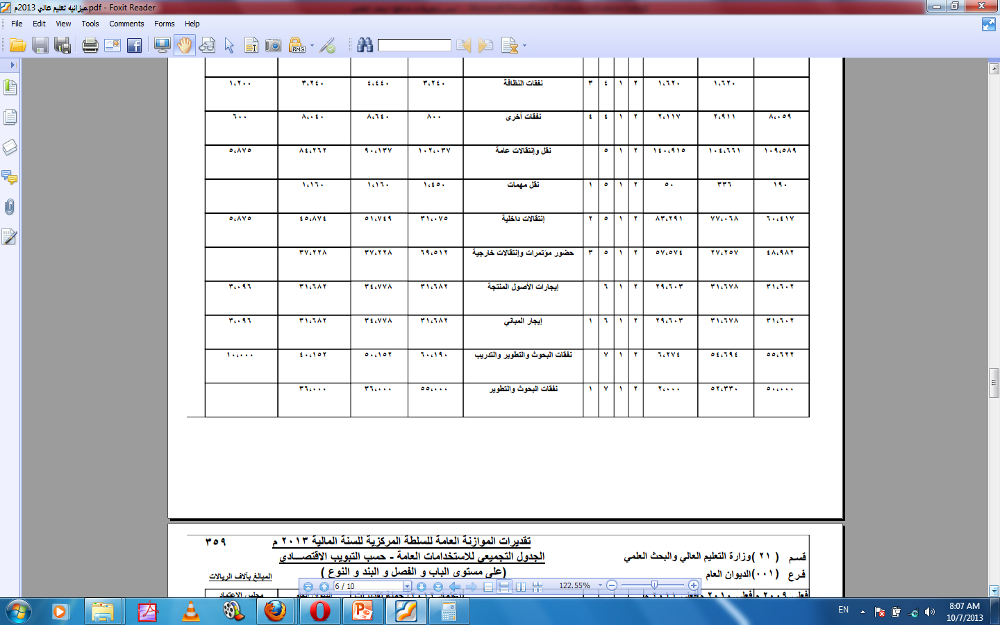 ميزانيه تعليم عالي 2013م.pdf - Foxit Reader
File Edit View Tools Comments Forms Help
١،٢٠٠ ٣،٢٤٠ ٤،٤٤٠ ٣،٢٤٠ نفقات النظافة ٣ ٤ ١ ٢ ١،٦٢٠ ١،٦٢٠
٦٠٠ ٨،٠٤٠ ٨،٦٤٠ ٨٠٠ نفقات أخرى ٤ ٤ ١ ٢ ٢،١١٧ ٢،٩١١ ٨،٠٥٩
٥،٨٧٥ ٨٤،٢٦٢ ٩٠،١٣٧ ١٠٢،٠٣٧ نقل وإنتقالات عامة ٥ ١ ٢ ١٤٠،٩١٥ ١٠٤،٦٦١ ١٠٩،٥٨٩
١،١٦٠ ١،١٦٠ ١،٤٥٠ نقل مهمات ١ ٥ ١ ٢ ٥٠ ٣٣٦ ١٩٠
٥،٨٧٥ ٤٥،٨٧٤ ٥١،٧٤٩ ٣١،٠٧٥ إنتقالات داخلية ٢ ٥ ١ ٢ ٨٣،٢٩١ ٧٧،٠٦٨ ٦٠،٤١٧
٣٧،٢٢٨ ٣٧،٢٢٨ ٦٩،٥١٢ حضور مؤتمرات وإنتقالات خارجية ٣ ٥ ١ ٢ ٥٧،٥٧٤ ٢٧،٢٥٧ ٤٨،٩٨٢
٣،٠٩٦ ٣١،٦٨٢ ٣٤،٧٧٨ ٣١،٦٨٢ إيجارات الأصول المنتجة ٦ ١ ٢ ٢٩،٦٠٣ ٣١،٦٧٨ ٣١،٦٠٢
٣،٠٩٦ ٣١،٦٨٢ ٣٤،٧٧٨ ٣١،٦٨٢ إيجار المباني ١ ٦ ١ ٢ ٢٩،٦٠٣ ٣١،٦٧٨ ٣١،٦٠٢
١٠،٠٠٠ ٤٠،١٥٢ ٥٠،١٥٢ ٦٠،١٩٠ نفقات البحوث والتطوير والتدريب ٧ ١ ٢ ٦،٢٧٤ ٥٤،٦٩٤ ٥٥،٦٢٢
٣٦،٠٠٠ ٣٦،٠٠٠ ٥٥،٠٠٠ نفقات البحوث والتطوير ١ ٧ ١ ٢ ٢،٠٠٠ ٥٢،٣٣٠ ٥٠،٠٠٠
تقديرات الموازنة العامة للسلطة المركزية للسنة المالية ٢٠١٣ م ٣٥٩
قسم ( ٢١ )وزارة التعليم العالي والبحث العلمي الجدول التجميعي للاستخدامات العامة - حسب التبويب الاقتصـــادي
فرع (٠٠١)الديوان العام (على مستوى الباب و الفصل و البند و النوع ) المبالغ بآلاف الريالات
6 / 10 122.55%
فعلي ٢٠٠٩ م فعلي ٢٠١٠ م فعلي ٢٠١١ م
EN 8:07 AM
10/7/2013